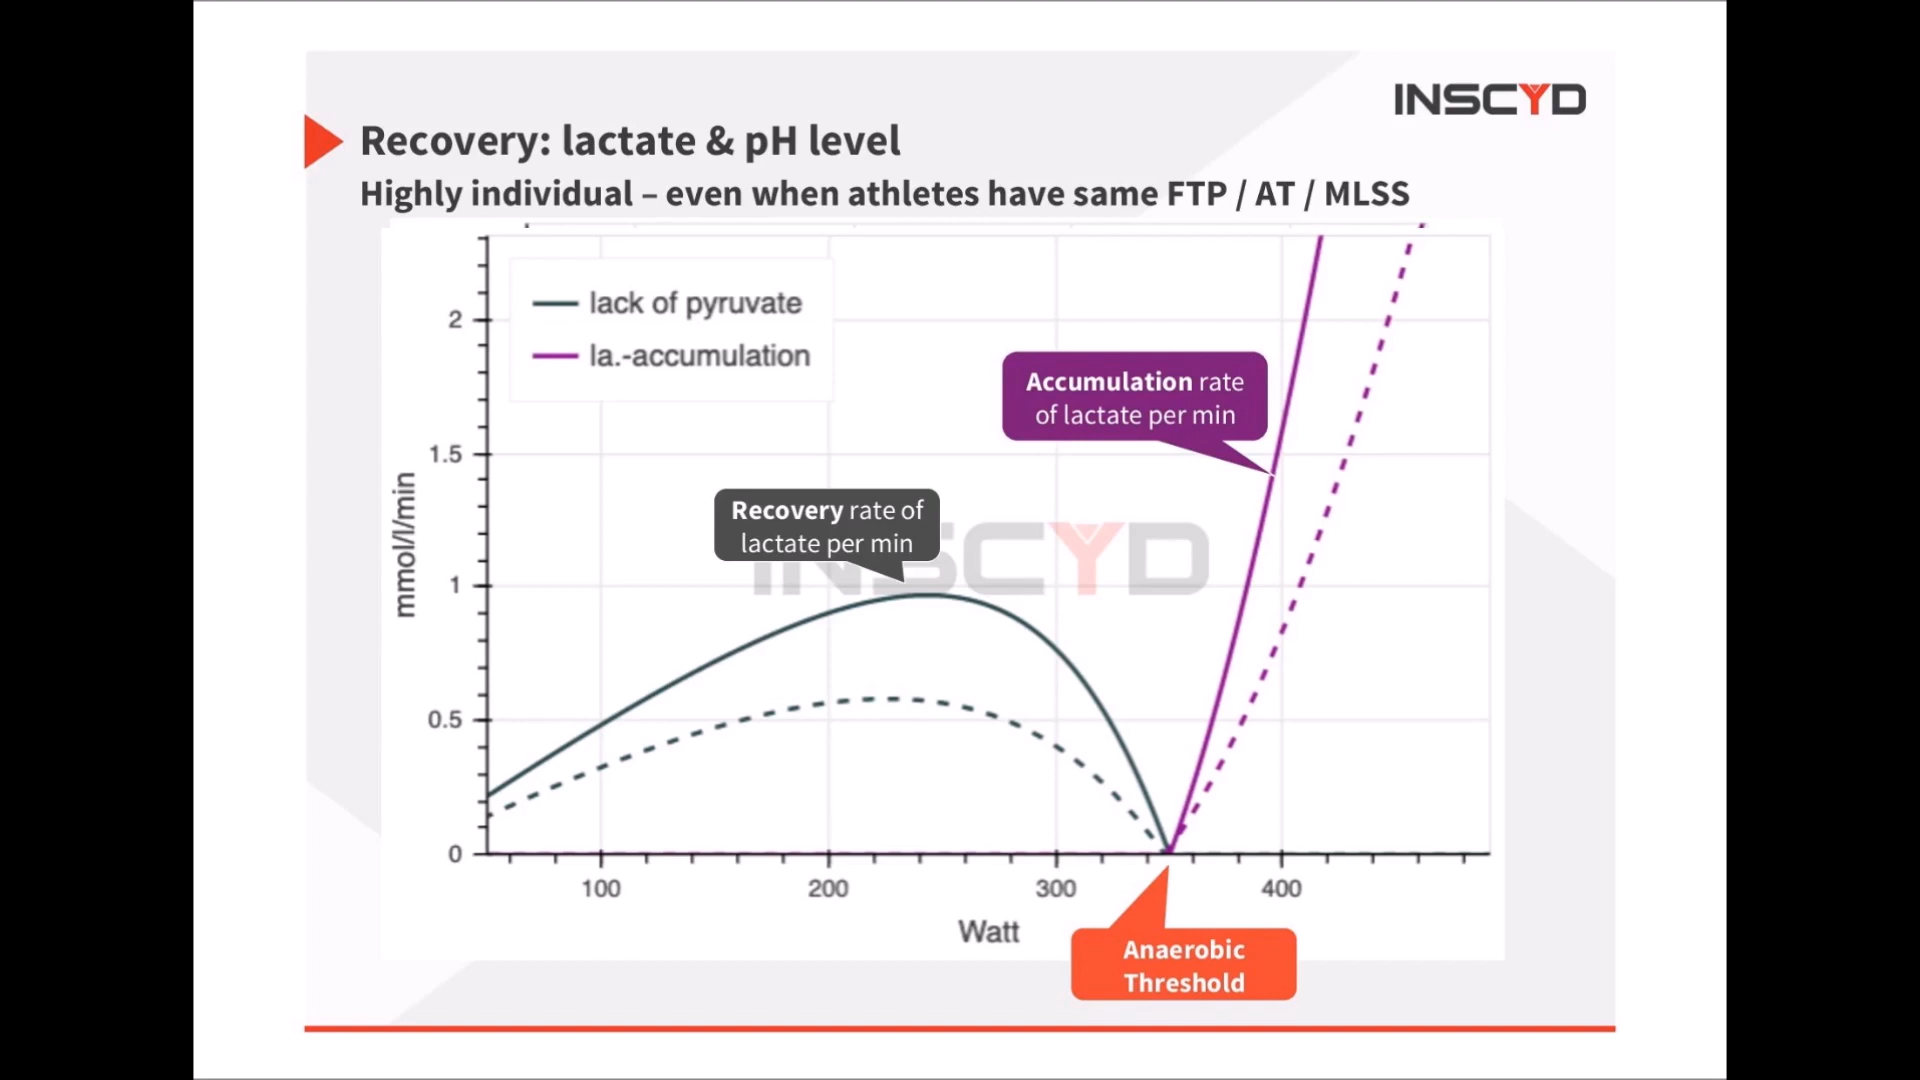 INSCYD
Recovery: lactate & pH level
Highly individual – even when athletes have same FTP / AT / MLSS
lack of pyruvate
la.-accumulation
Accumulation rate
of lactate per min
Recovery rate of
lactate per min
INSCYD
mmol/l/min
2
1.5
1
0.5
0
100
200
300
400
Watt
Anaerobic
Threshold